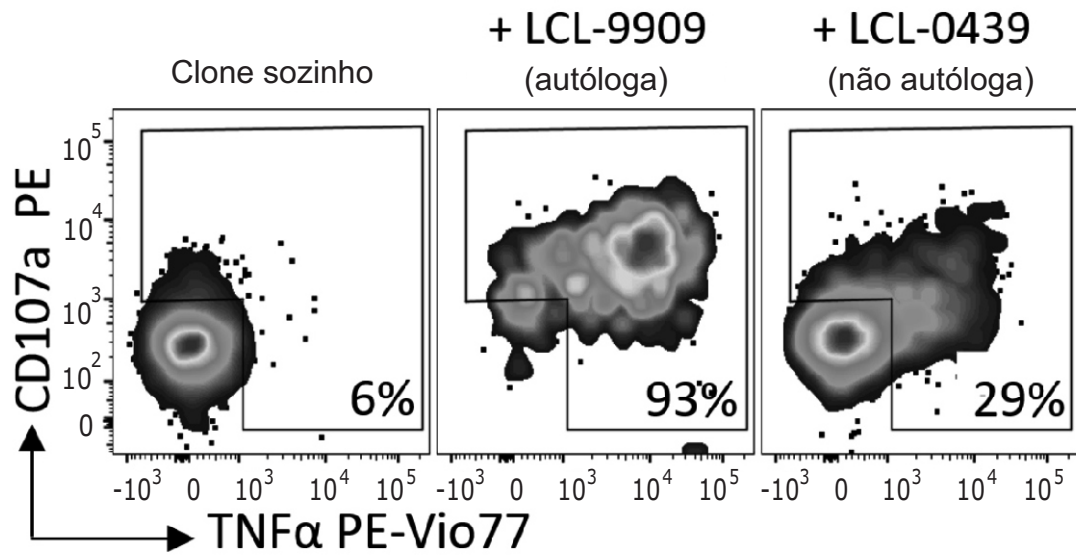 + LCL-9909 + LCL-0439
Clone sozinho (autóloga) (não autóloga)
CD107a PE
10^5
10^4
10^3
10^2
0
6% 93% 29%
-10^3 0 10^3 10^4 10^5 -10^3 0 10^3 10^4 10^5 -10^3 0 10^3 10^4 10^5
TNFα PE-Vio77